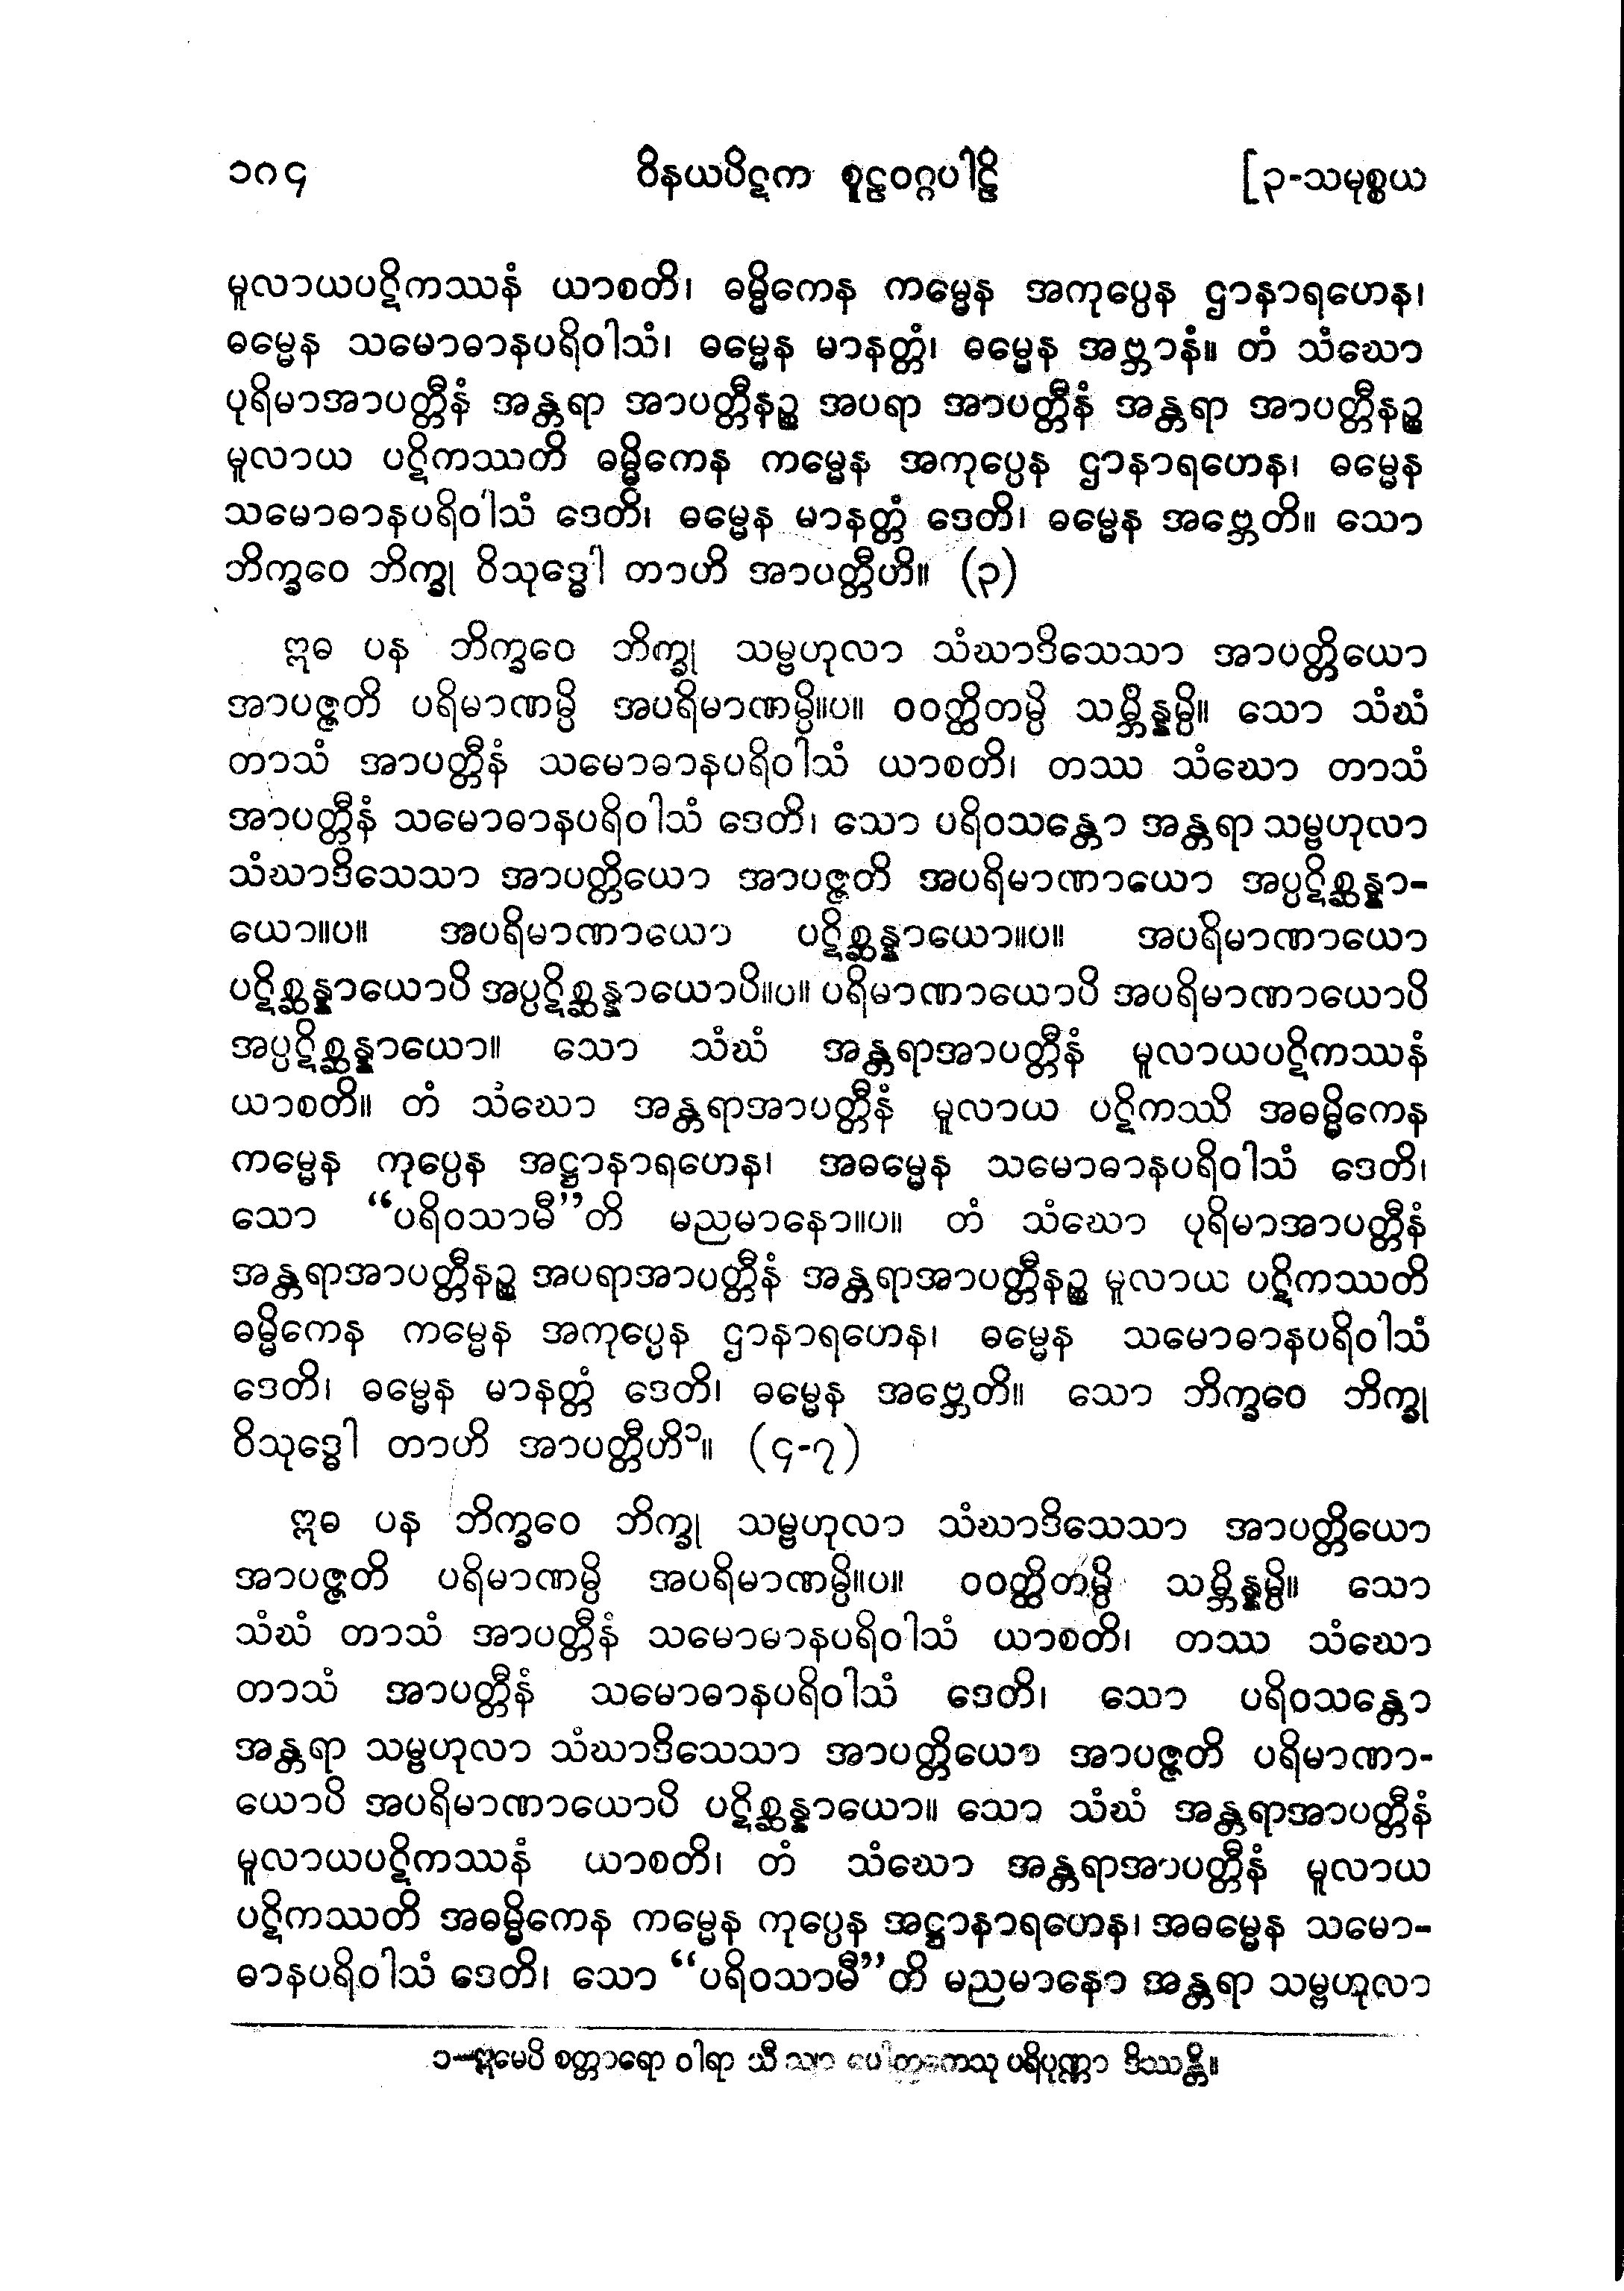 ၁၈၄ ဝိနယပိဋက စူဠဝဂ္ဂပါဠိ [၃-သမုစ္စယ
မူလာယပဋိကဿနံ ယာစတိ၊ ဓမ္မိကေန ကမ္မေန အကုပ္ပေန ဌာနာရဟေန၊
ဓမ္မေန သမောဓာနပရိဝါသံ၊ ဓမ္မေန မာနတ္တံ၊ ဓမ္မေန အဗ္ဘာနံ။ တံ သံဃော
ပုရိမာအာပတ္တီနံ အန္တရာ အာပတ္တီနဉ္စ အပရာ အာပတ္တီနံ အန္တရာ အာပတ္တီနဉ္စ
မူလာယ ပဋိကဿတိ ဓမ္မိကေန ကမ္မေန အကုပ္ပေန ဌာနာရဟေန၊ ဓမ္မေန
သမောဓာနပရိဝါသံ ဒေတိ၊ ဓမ္မေန မာနတ္တံ ဒေတိ၊ ဓမ္မေန အဗ္ဘေတိ။ သော
ဘိက္ခဝေ ဘိက္ခု ဝိသုဒ္ဓေါ တာဟိ အာပတ္တီဟိ။ (၃)
ဣဓ ပန ဘိက္ခဝေ ဘိက္ခု သမ္ဗဟုလာ သံဃာဒိသေသာ အာပတ္တိယော
အာပဇ္ဇတိ ပရိမာဏမ္ပိ အပရိမာဏမ္ပိ။ပ။ ဝဝတ္ထိတမ္ပိ သမ္ဘိန္နမ္ပိ။ သော သံဃံ
တာသံ အာပတ္တီနံ သမောဓာနပရိဝါသံ ယာစတိ၊ တဿ သံဃော တာသံ
အာပတ္တီနံ သမောဓာနပရိဝါသံ ဒေတိ၊ သော ပရိဝသန္တော အန္တရာ သမ္ဗဟုလာ
သံဃာဒိသေသာ အာပတ္တိယော အာပဇ္ဇတိ အပရိမာဏာယော အပ္ပဋိစ္ဆန္နာ-
ယော။ပ။ အပရိမာဏာယော ပဋိစ္ဆန္နာယော။ပ။ အပရိမာဏာယော
ပဋိစ္ဆန္နာယောပိ အပ္ပဋိစ္ဆန္နာယောပိ။ပ။ ပရိမာဏာယောပိ အပရိမာဏာယောပိ
အပ္ပဋိစ္ဆန္နာယော။ သော သံဃံ အန္တရာအာပတ္တီနံ မူလာယပဋိကဿနံ
ယာစတိ။ တံ သံဃော အန္တရာအာပတ္တီနံ မူလာယ ပဋိကဿိ အဓမ္မိကေန
ကမ္မေန ကုပ္ပေန အဋ္ဌာနာရဟေန၊ အဓမ္မေန သမောဓာနပရိဝါသံ ဒေတိ၊
သော “ပရိဝသာမီ”တိ မညမာနော။ပ။ တံ သံဃော ပုရိမာအာပတ္တီနံ
အန္တရာအာပတ္တီနဉ္စ အပရာအာပတ္တီနံ အန္တရာအာပတ္တီနဉ္စ မူလာယ ပဋိကဿတိ
ဓမ္မိကေန ကမ္မေန အကုပ္ပေန ဌာနာရဟေန၊ ဓမ္မေန သမောဓာနပရိဝါသံ
ဒေတိ၊ ဓမ္မေန မာနတ္တံ ဒေတိ၊ ဓမ္မေန အဗ္ဘေတိ။ သော ဘိက္ခဝေ ဘိက္ခု
ဝိသုဒ္ဓေါ တာဟိ အာပတ္တီဟိ၁။ (၄-၇)
ဣဓ ပန ဘိက္ခဝေ ဘိက္ခု သမ္ဗဟုလာ သံဃာဒိသေသာ အာပတ္တိယော
အာပဇ္ဇတိ ပရိမာဏမ္ပိ အပရိမာဏမ္ပိ။ပ။ ဝဝတ္ထိတမ္ပိ သမ္ဘိန္နမ္ပိ။ သော
သံဃံ တာသံ အာပတ္တီနံ သမောဓာနပရိဝါသံ ယာစတိ၊ တဿ သံဃော
တာသံ အာပတ္တီနံ သမောဓာနပရိဝါသံ ဒေတိ၊ သော ပရိဝသန္တော
အန္တရာ သမ္ဗဟုလာ သံဃာဒိသေသာ အာပတ္တိယော အာပဇ္ဇတိ ပရိမာဏာ-
ယောပိ အပရိမာဏာယောပိ ပဋိစ္ဆန္နာယော။ သော သံဃံ အန္တရာအာပတ္တီနံ
မူလာယပဋိကဿနံ ယာစတိ၊ တံ သံဃော အန္တရာအာပတ္တီနံ မူလာယ
ပဋိကဿတိ အဓမ္မိကေန ကမ္မေန ကုပ္ပေန အဋ္ဌာနာရဟေန၊ အဓမ္မေန သမော-
ဓာနပရိဝါသံ ဒေတိ၊ သော “ပရိဝသာမီ”တိ မညမာနော အန္တရာ သမ္ဗဟုလာ
၁—ဣမေပိ စတ္တာရော ဝါရာ သီ ပရိပုဏ္ဏာ ဒိဿန္တိ။